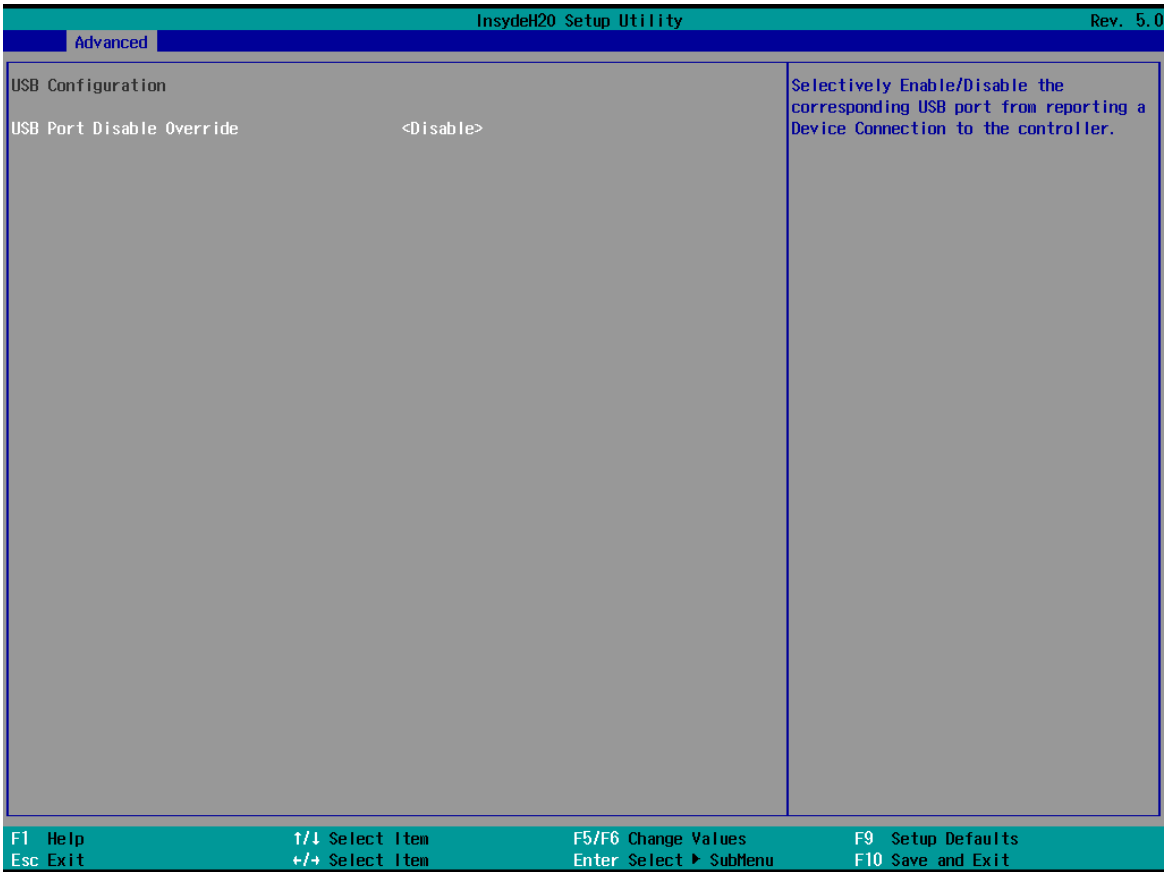 InsydeH20 Setup Utility Rev. 5.0
Advanced
USB Configuration
USB Port Disable Override <Disable>
Selectively Enable/Disable the
corresponding USB port from reporting a
Device Connection to the controller.
F1 Help ↑/↓ Select Item F5/F6 Change Values F9 Setup Defaults
Esc Exit ←/→ Select Item Enter Select ▶ SubMenu F10 Save and Exit